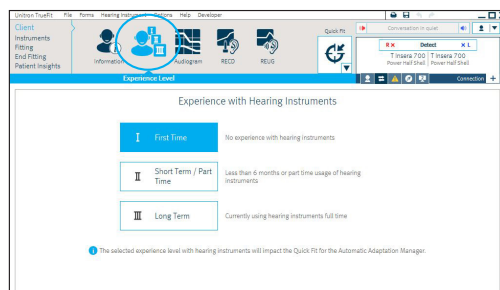 Unitron TrueFit File Forms Hearing Instrument Options Help Developer
Client
Instruments
Fitting
End Fitting
Patient Insights
Information
Audiogram
RECD
REUG
Quick Fit
Conversation in quiet
R X Detect X L
T Insera 700 T Insera 700
Power Half Shell Power Half Shell
Experience Level
Connection +
Experience with Hearing Instruments
I First Time No experience with hearing instruments
II Short Term / Part Time Less than 6 months or part time usage of hearing instruments
III Long Term Currently using hearing instruments full time
The selected experience level with hearing instruments will impact the Quick Fit for the Automatic Adaptation Manager.